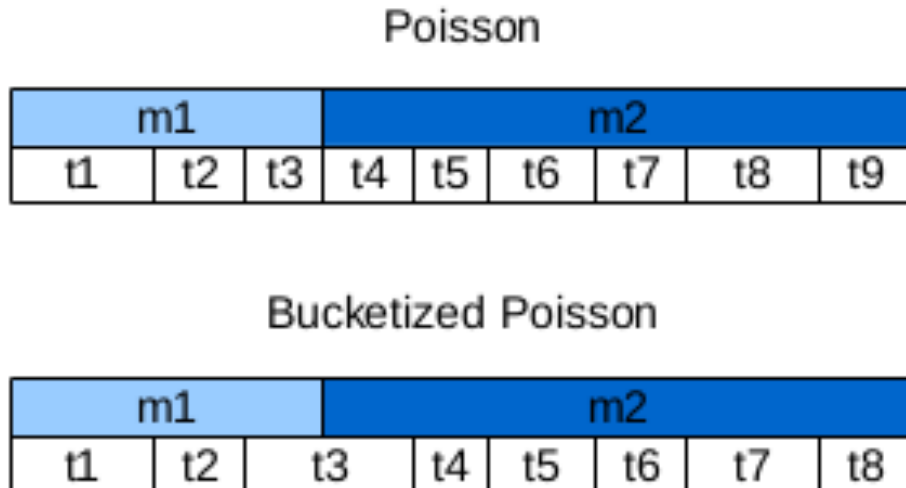 Poisson
m1 m2
t1 t2 t3 t4 t5 t6 t7 t8 t9
Bucketized Poisson
m1 m2
t1 t2 t3 t4 t5 t6 t7 t8